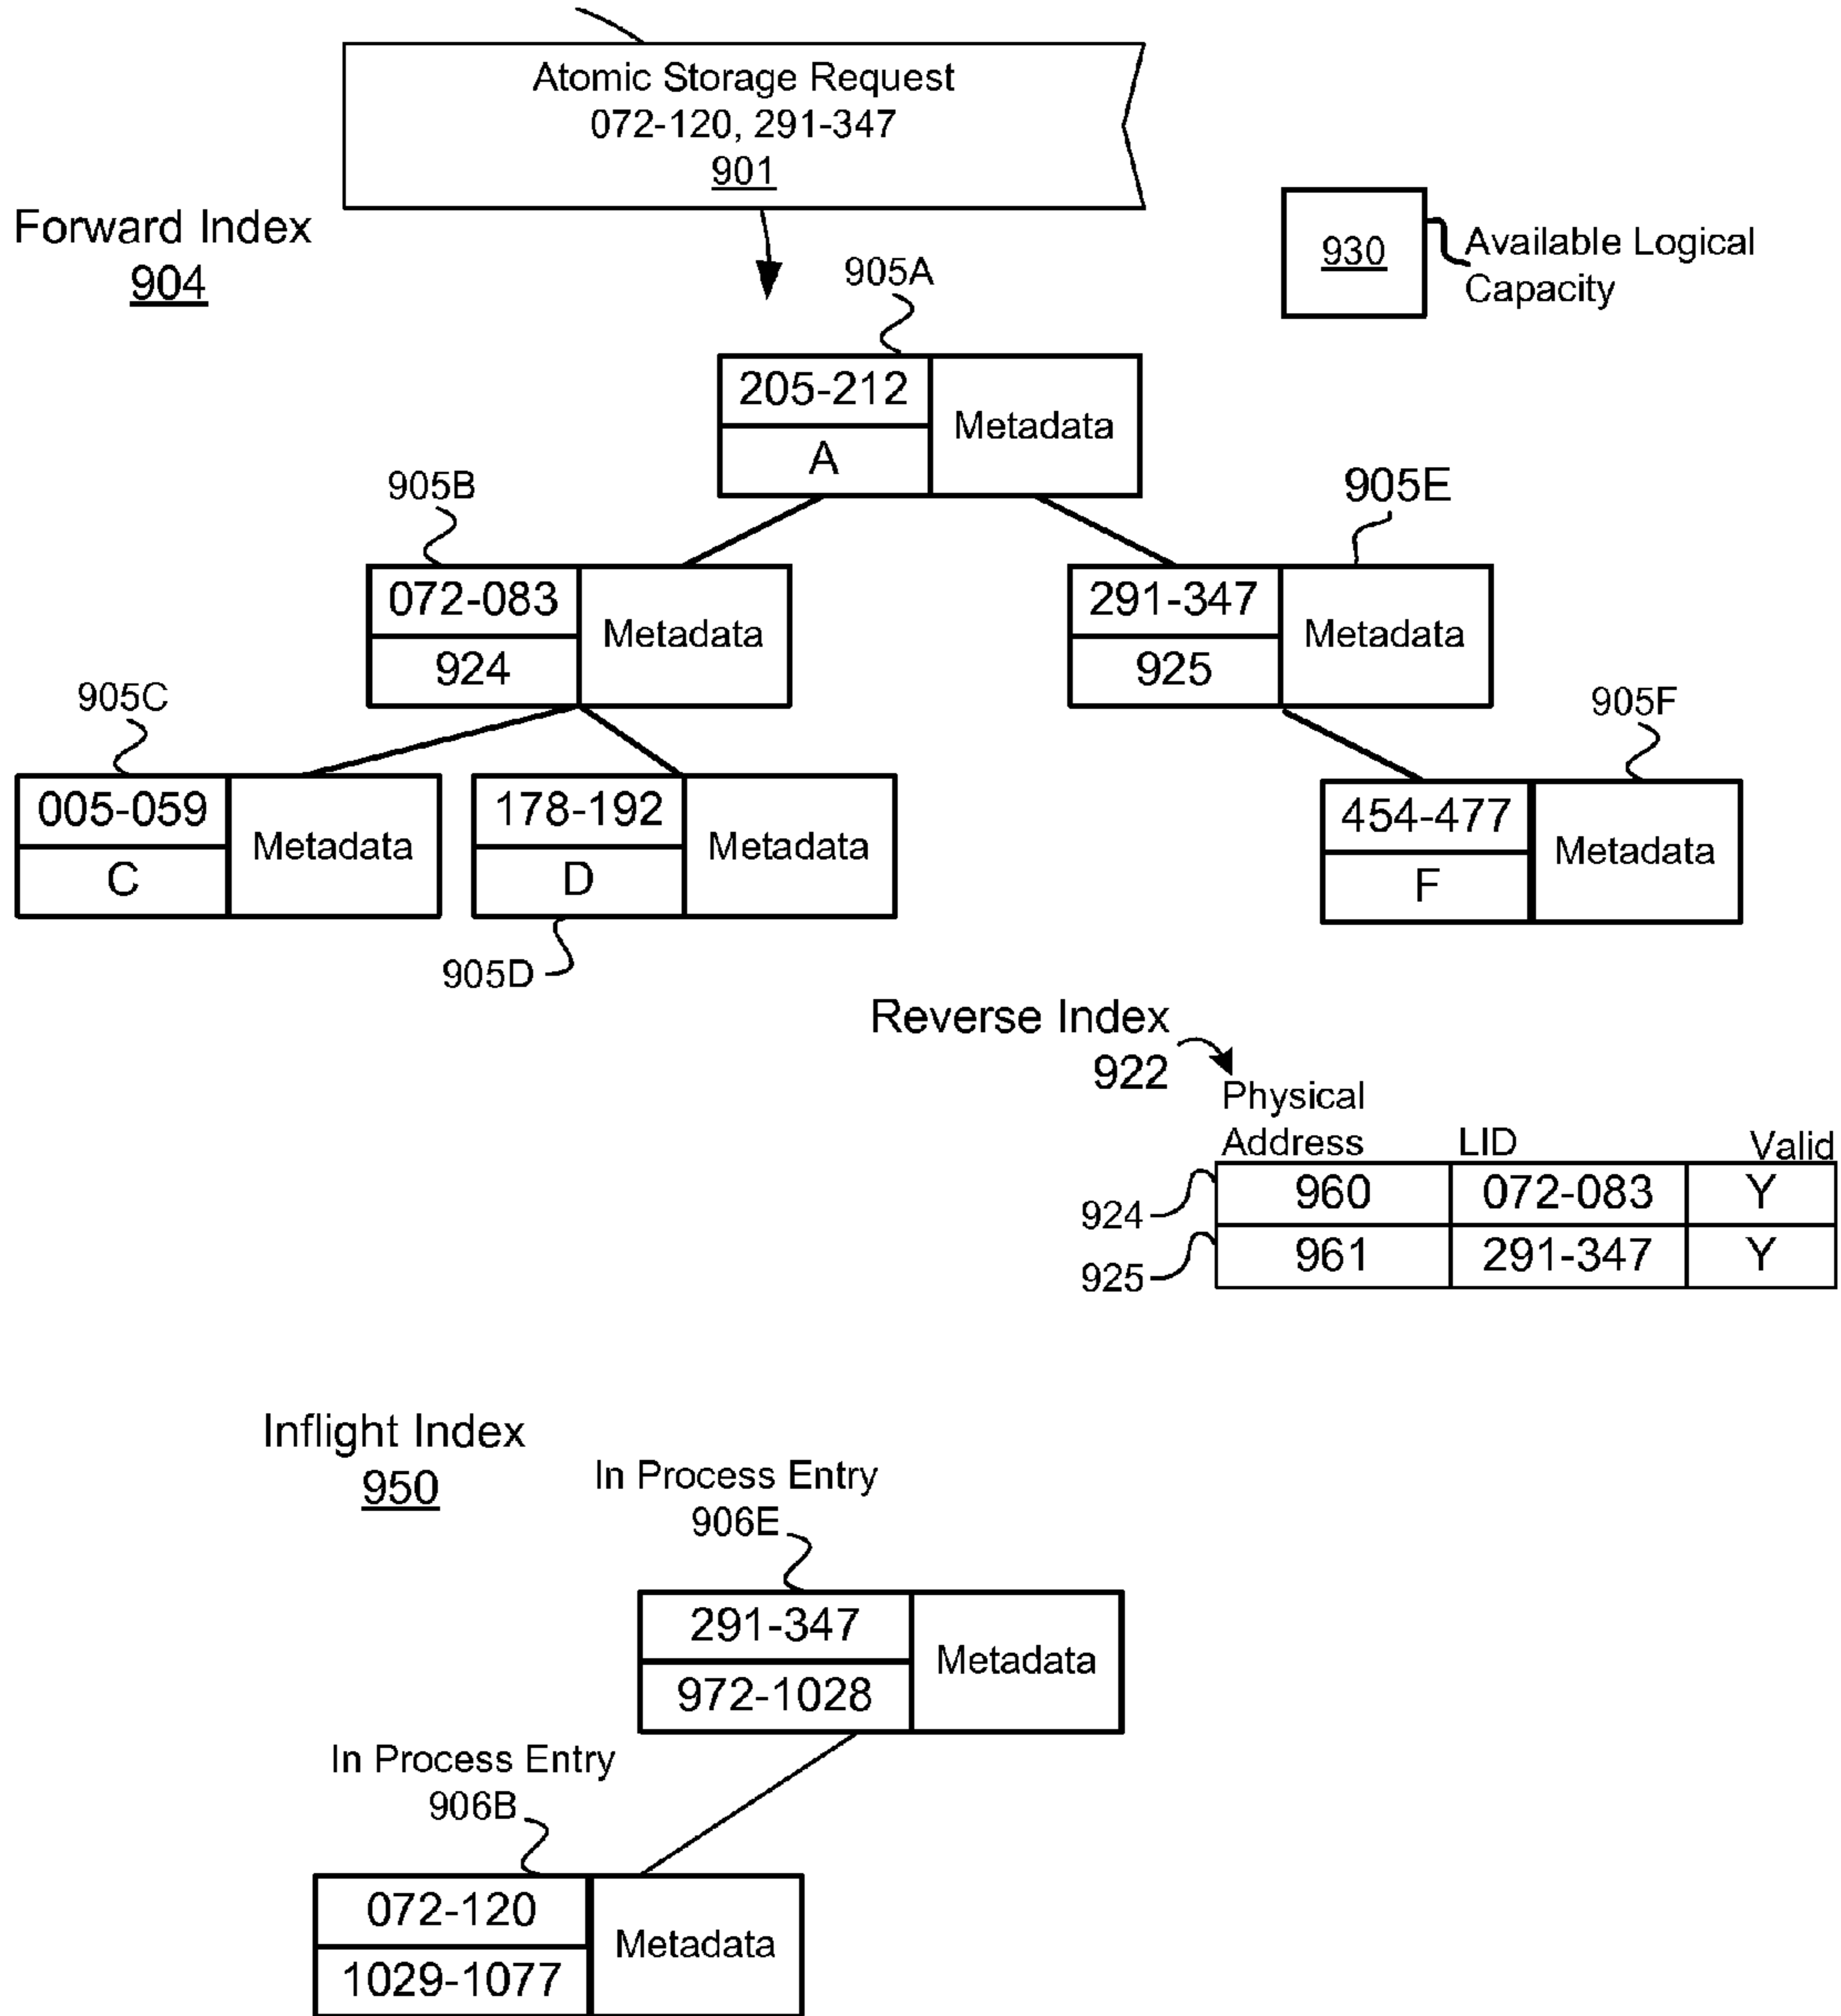 Atomic Storage Request
072-120, 291-347
901
Forward Index
904
930
Available Logical
Capacity
905A
205-212
Metadata
A
905B
072-083
Metadata
924
905E
291-347
Metadata
925
905C
005-059
Metadata
C
178-192
Metadata
D
905D
905F
454-477
Metadata
F
Reverse Index
922
Physical
Address LID Valid
924 960 072-083 Y
925 961 291-347 Y
Inflight Index
950
In Process Entry
906E
291-347
Metadata
972-1028
In Process Entry
906B
072-120
Metadata
1029-1077